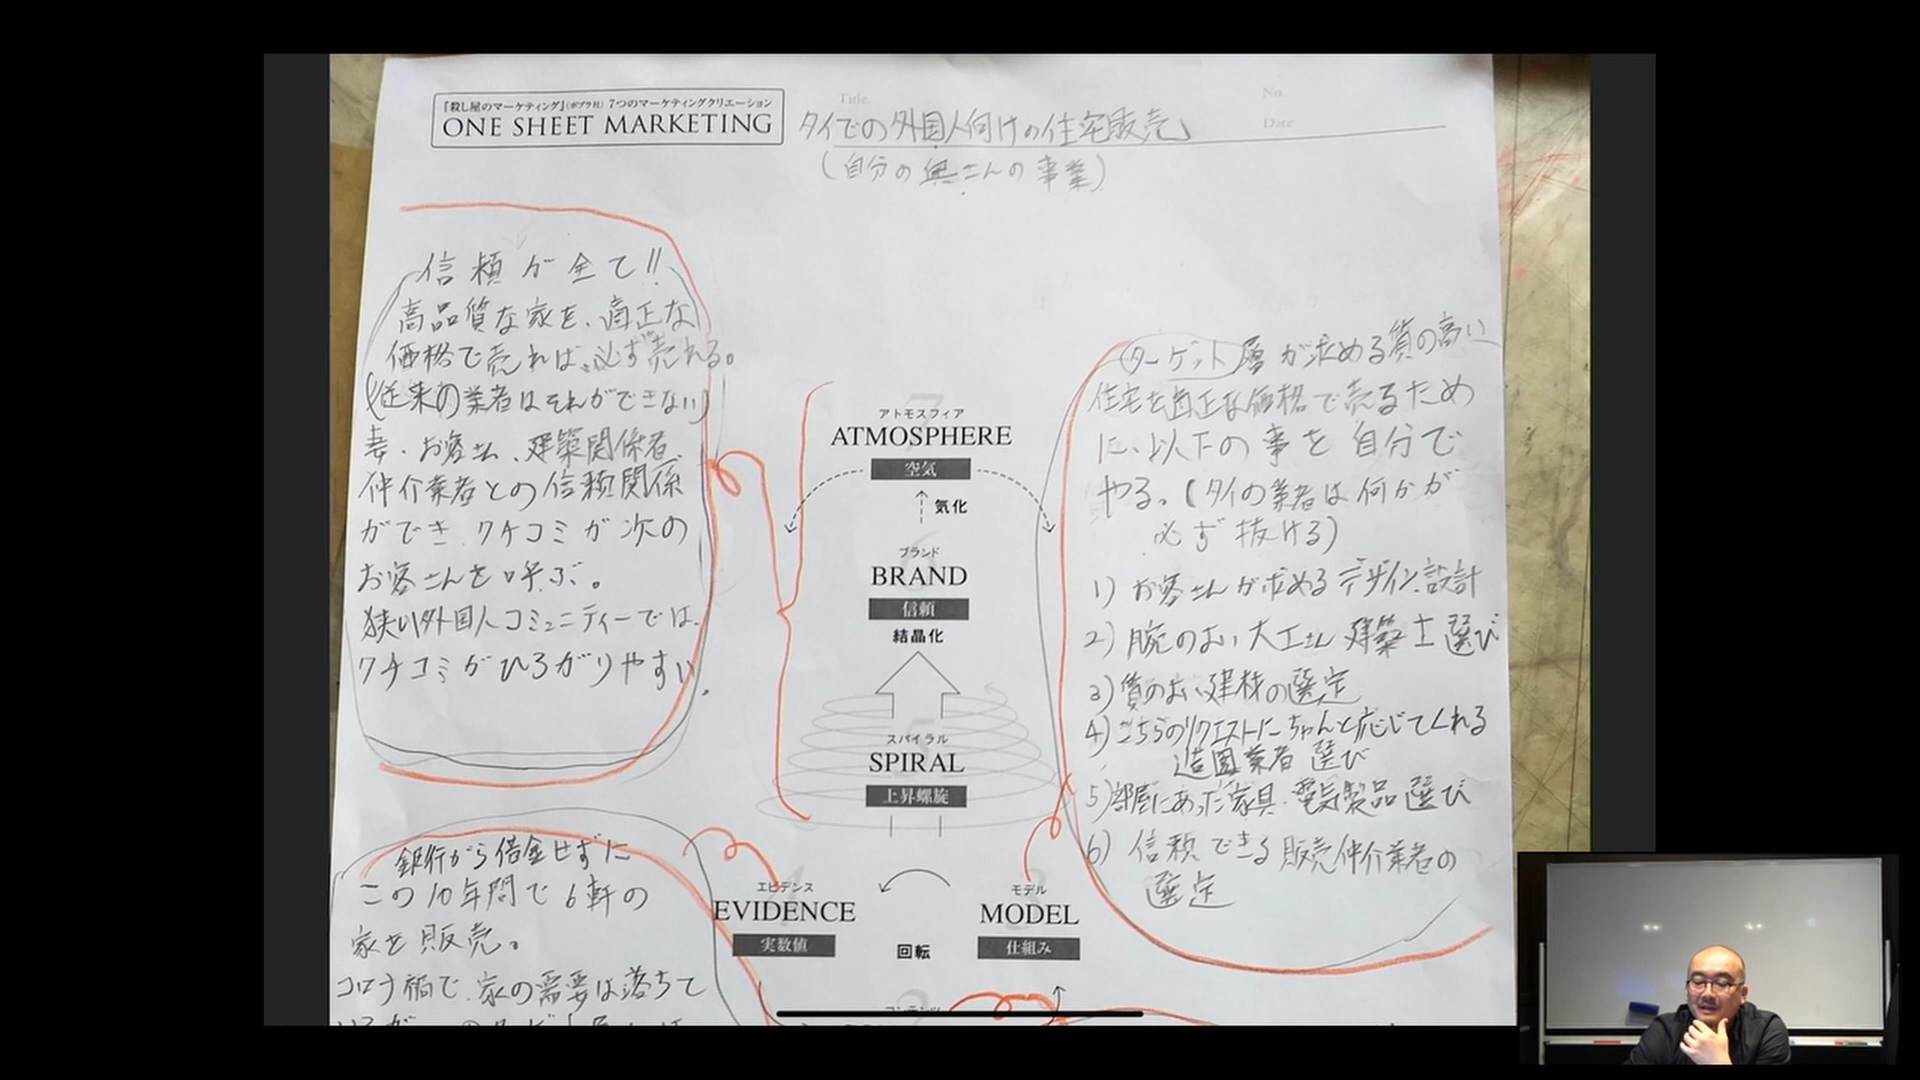 『殺し屋のマーケティング』(ポプラ社) 7つのマーケティングクリエーション
ONE SHEET MARKETING
Title.
No.
Date
タイでの外国人向けの住宅販売
(自分の奥さんの事業)
信頼が全て!!
高品質な家を、適正な
価格で売れば、必ず売れる。
(従来の業者はそれができない)
妻、お客さん、建築関係者、
仲介業者との信頼関係
ができ、クチコミが次の
お客さんを呼ぶ。
狭い外国人コミュニティーでは、
クチコミがひろがりやすい。
7
アトモスフィア
ATMOSPHERE
空気
気化
6
ブランド
BRAND
信頼
結晶化
5
スパイラル
SPIRAL
上昇螺旋
ターゲット層が求める質の高い
住宅を適正な価格で売るため
に、以下の事を自分で
やる。(タイの業者は何かが
必ず抜ける)
1) お客さんが求めるデザイン、設計
2) 腕のよい大工さん 建築士選び
3) 質のよい建材の選定
4) こちらのリクエストにちゃんと応じてくれる
造園業者選び
5) 部屋にあった家具、電気製品選び
6) 信頼できる販売仲介業者の
選定
4
エビデンス
EVIDENCE
実数値
回転
3
モデル
MODEL
仕組み
2
コンテンツ
銀行から借金せずに
この10年間で6軒の
家を販売。
コロナ禍で、家の需要は落ちて